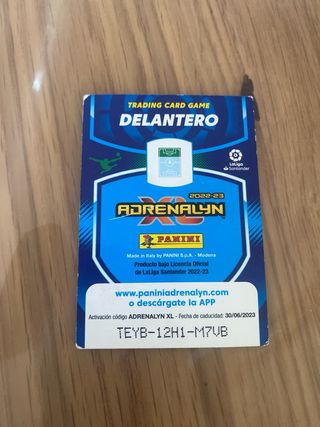 TRADING CARD GAME
DELANTERO
LaLiga
Santander
2022-23
ADRENALYN
XL
PANINI
Made in Italy by PANINI S.p.A. - Modena
Producto bajo Licencia Oficial
de LaLiga Santander 2022-23
www.paniniadrenalyn.com
o descárgate la APP
Activación código ADRENALYN XL - Fecha de caducidad: 30/06/2023
TEYB-12H1-M7VB